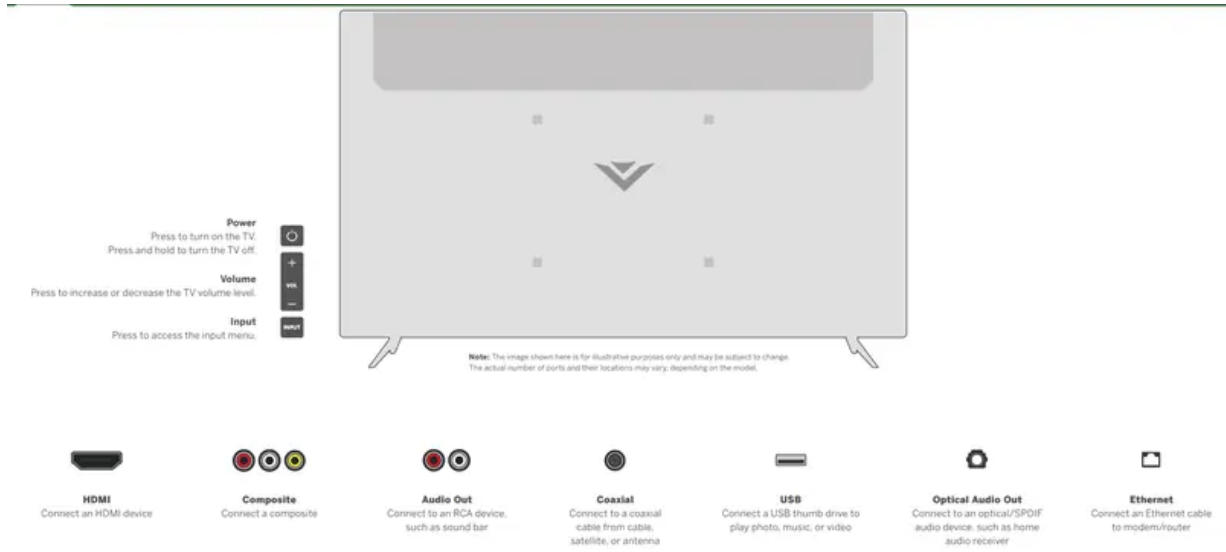 Power
Press to turn on the TV.
Press and hold to turn the TV off.
+
VOL
Volume
Press to increase or decrease the TV volume level.
–
Input
Press to access the input menu.
INPUT
Note: The image shown here is for illustrative purposes only and may be subject to change.
The actual number of ports and their locations may vary, depending on the model.
HDMI
Connect an HDMI device
Composite
Connect a composite
Audio Out
Connect to an RCA device,
such as sound bar
Coaxial
Connect to a coaxial
cable from cable,
satellite, or antenna
USB
Connect a USB thumb drive to
play photo, music, or video
Optical Audio Out
Connect to an optical/SPDIF
audio device, such as home
audio receiver
Ethernet
Connect an Ethernet cable
to modem/router